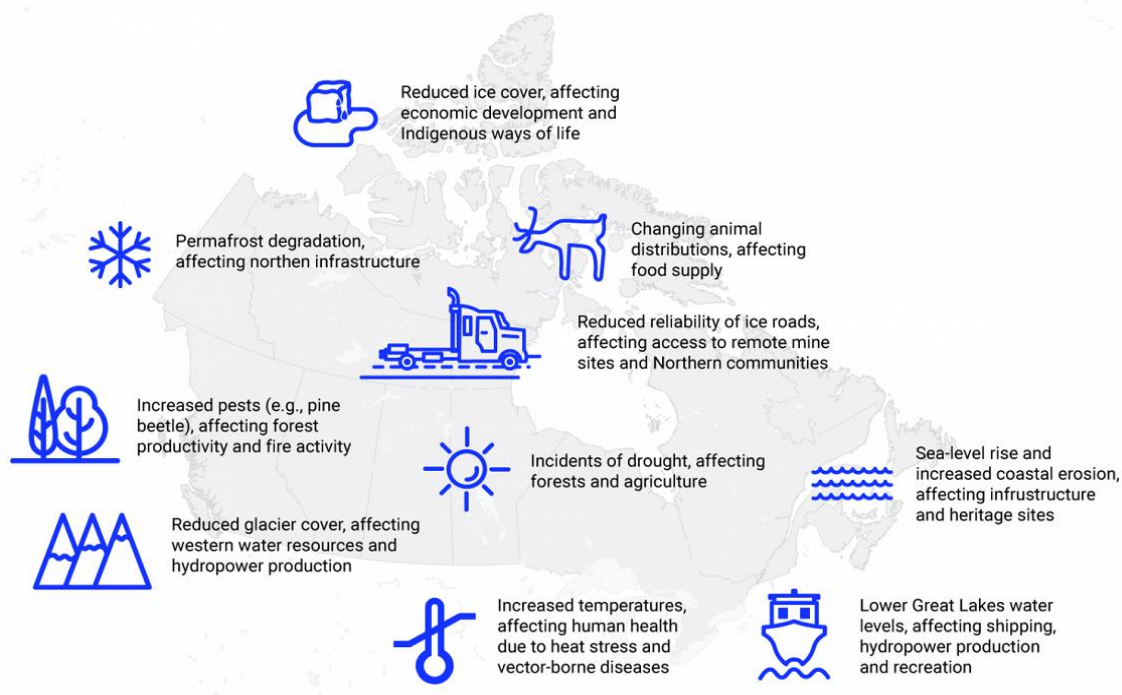 Reduced ice cover, affecting
economic development and
Indigenous ways of life
Permafrost degradation,
affecting northen infrastructure
Changing animal
distributions, affecting
food supply
Reduced reliability of ice roads,
affecting access to remote mine
sites and Northern communities
Increased pests (e.g., pine
beetle), affecting forest
productivity and fire activity
Incidents of drought, affecting
forests and agriculture
Sea-level rise and
increased coastal erosion,
affecting infrustructure
and heritage sites
Reduced glacier cover, affecting
western water resources and
hydropower production
Increased temperatures,
affecting human health
due to heat stress and
vector-borne diseases
Lower Great Lakes water
levels, affecting shipping,
hydropower production
and recreation